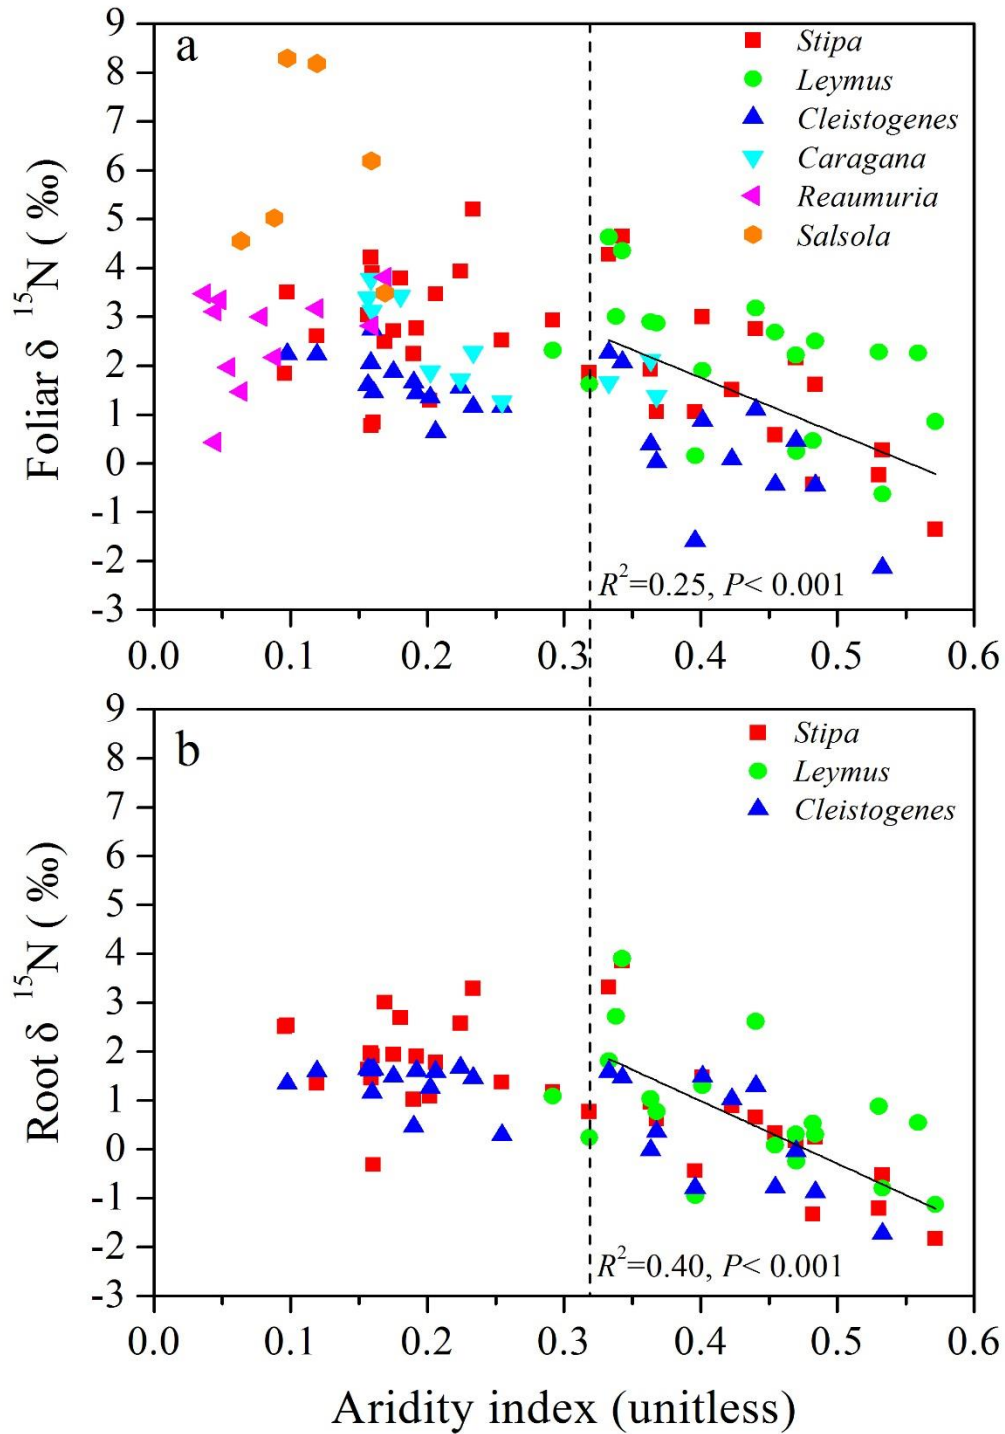 a
Stipa
Leymus
Cleistogenes
Caragana
Reaumuria
Salsola
Foliar δ ¹⁵N ( ‰)
9
8
7
6
5
4
3
2
1
0
-1
-2
-3
R²=0.25, P< 0.001
0.0 0.1 0.2 0.3 0.4 0.5 0.6
b
Stipa
Leymus
Cleistogenes
Root δ ¹⁵N ( ‰)
9
8
7
6
5
4
3
2
1
0
-1
-2
-3
R²=0.40, P< 0.001
0.0 0.1 0.2 0.3 0.4 0.5 0.6
Aridity index (unitless)